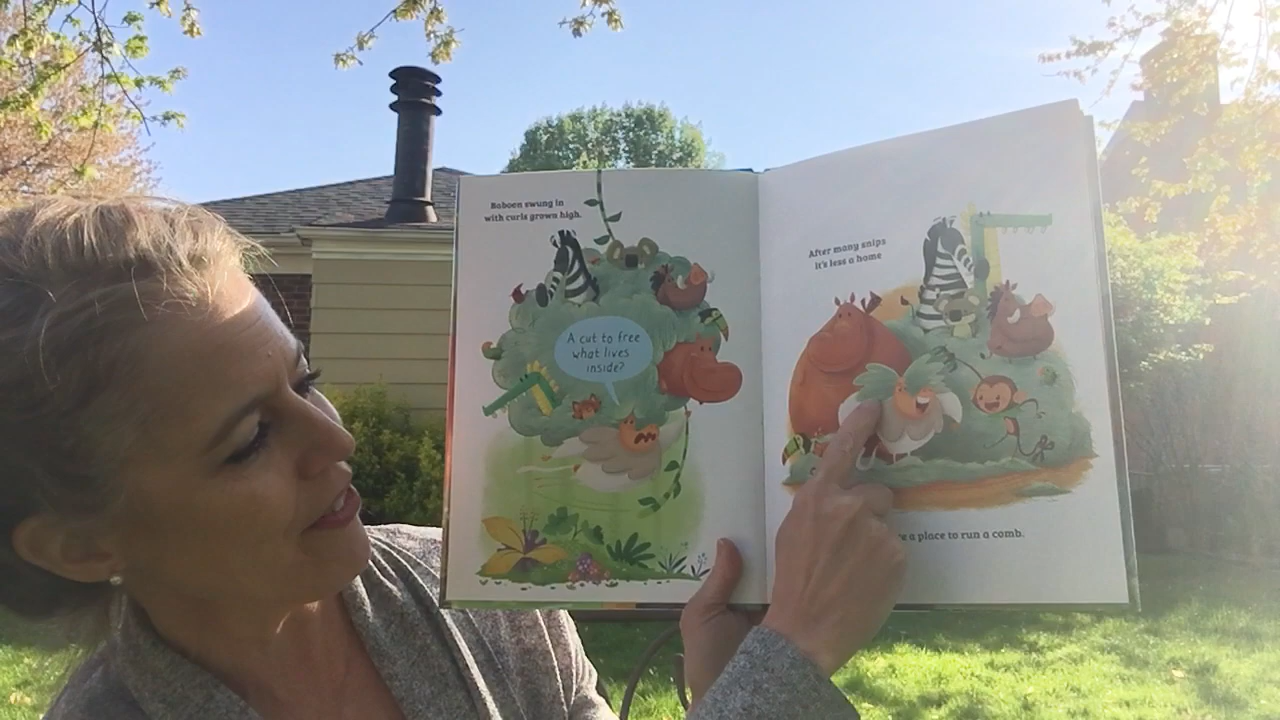 Baboon swung in
with curls grown high.
A cut to free
what lives
inside?
After many snips
it's less a home
a place to run a comb.